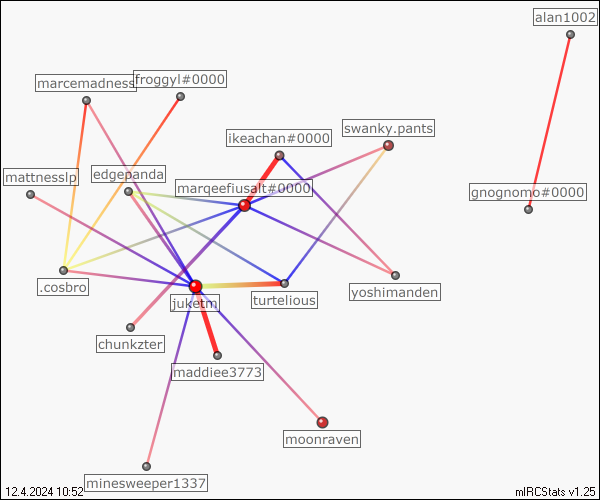 alan1002
marcemadness
froggyl#0000
swanky.pants
ikeachan#0000
mattnesslp
edgepanda
marqeefiusalt#0000
gnognomo#0000
.cosbro
juketm
turtelious
yoshimanden
chunkzter
maddiee3773
moonraven
minesweeper1337
12.4.2024 10:52
mIRCStats v1.25